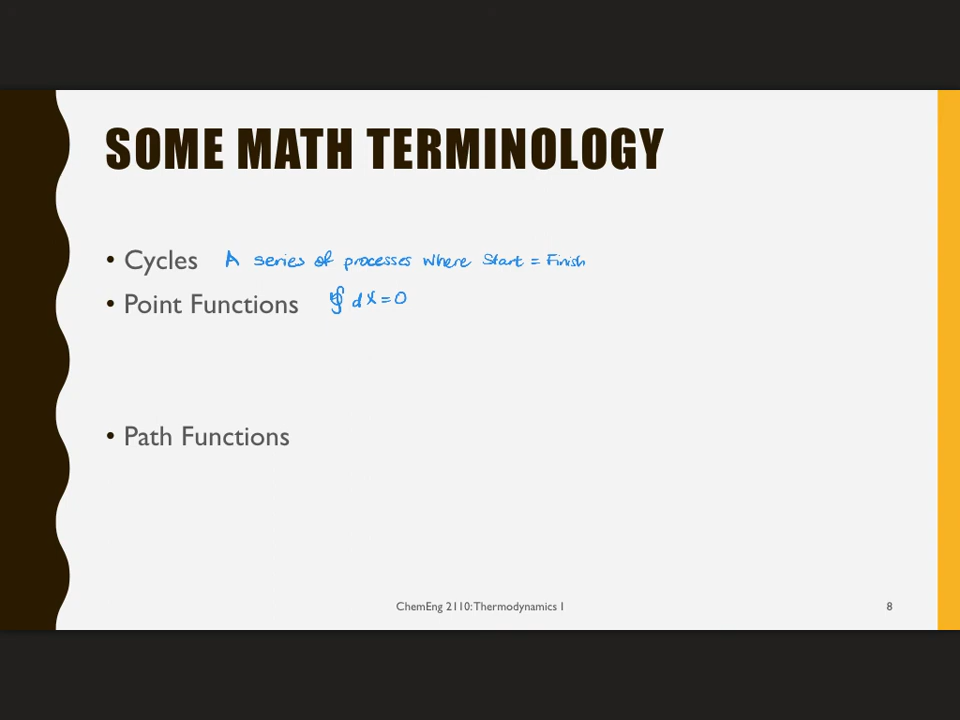 SOME MATH TERMINOLOGY
• Cycles A series of processes where Start = Finish
• Point Functions ∮ dX = 0
• Path Functions
ChemEng 2110: Thermodynamics I
8